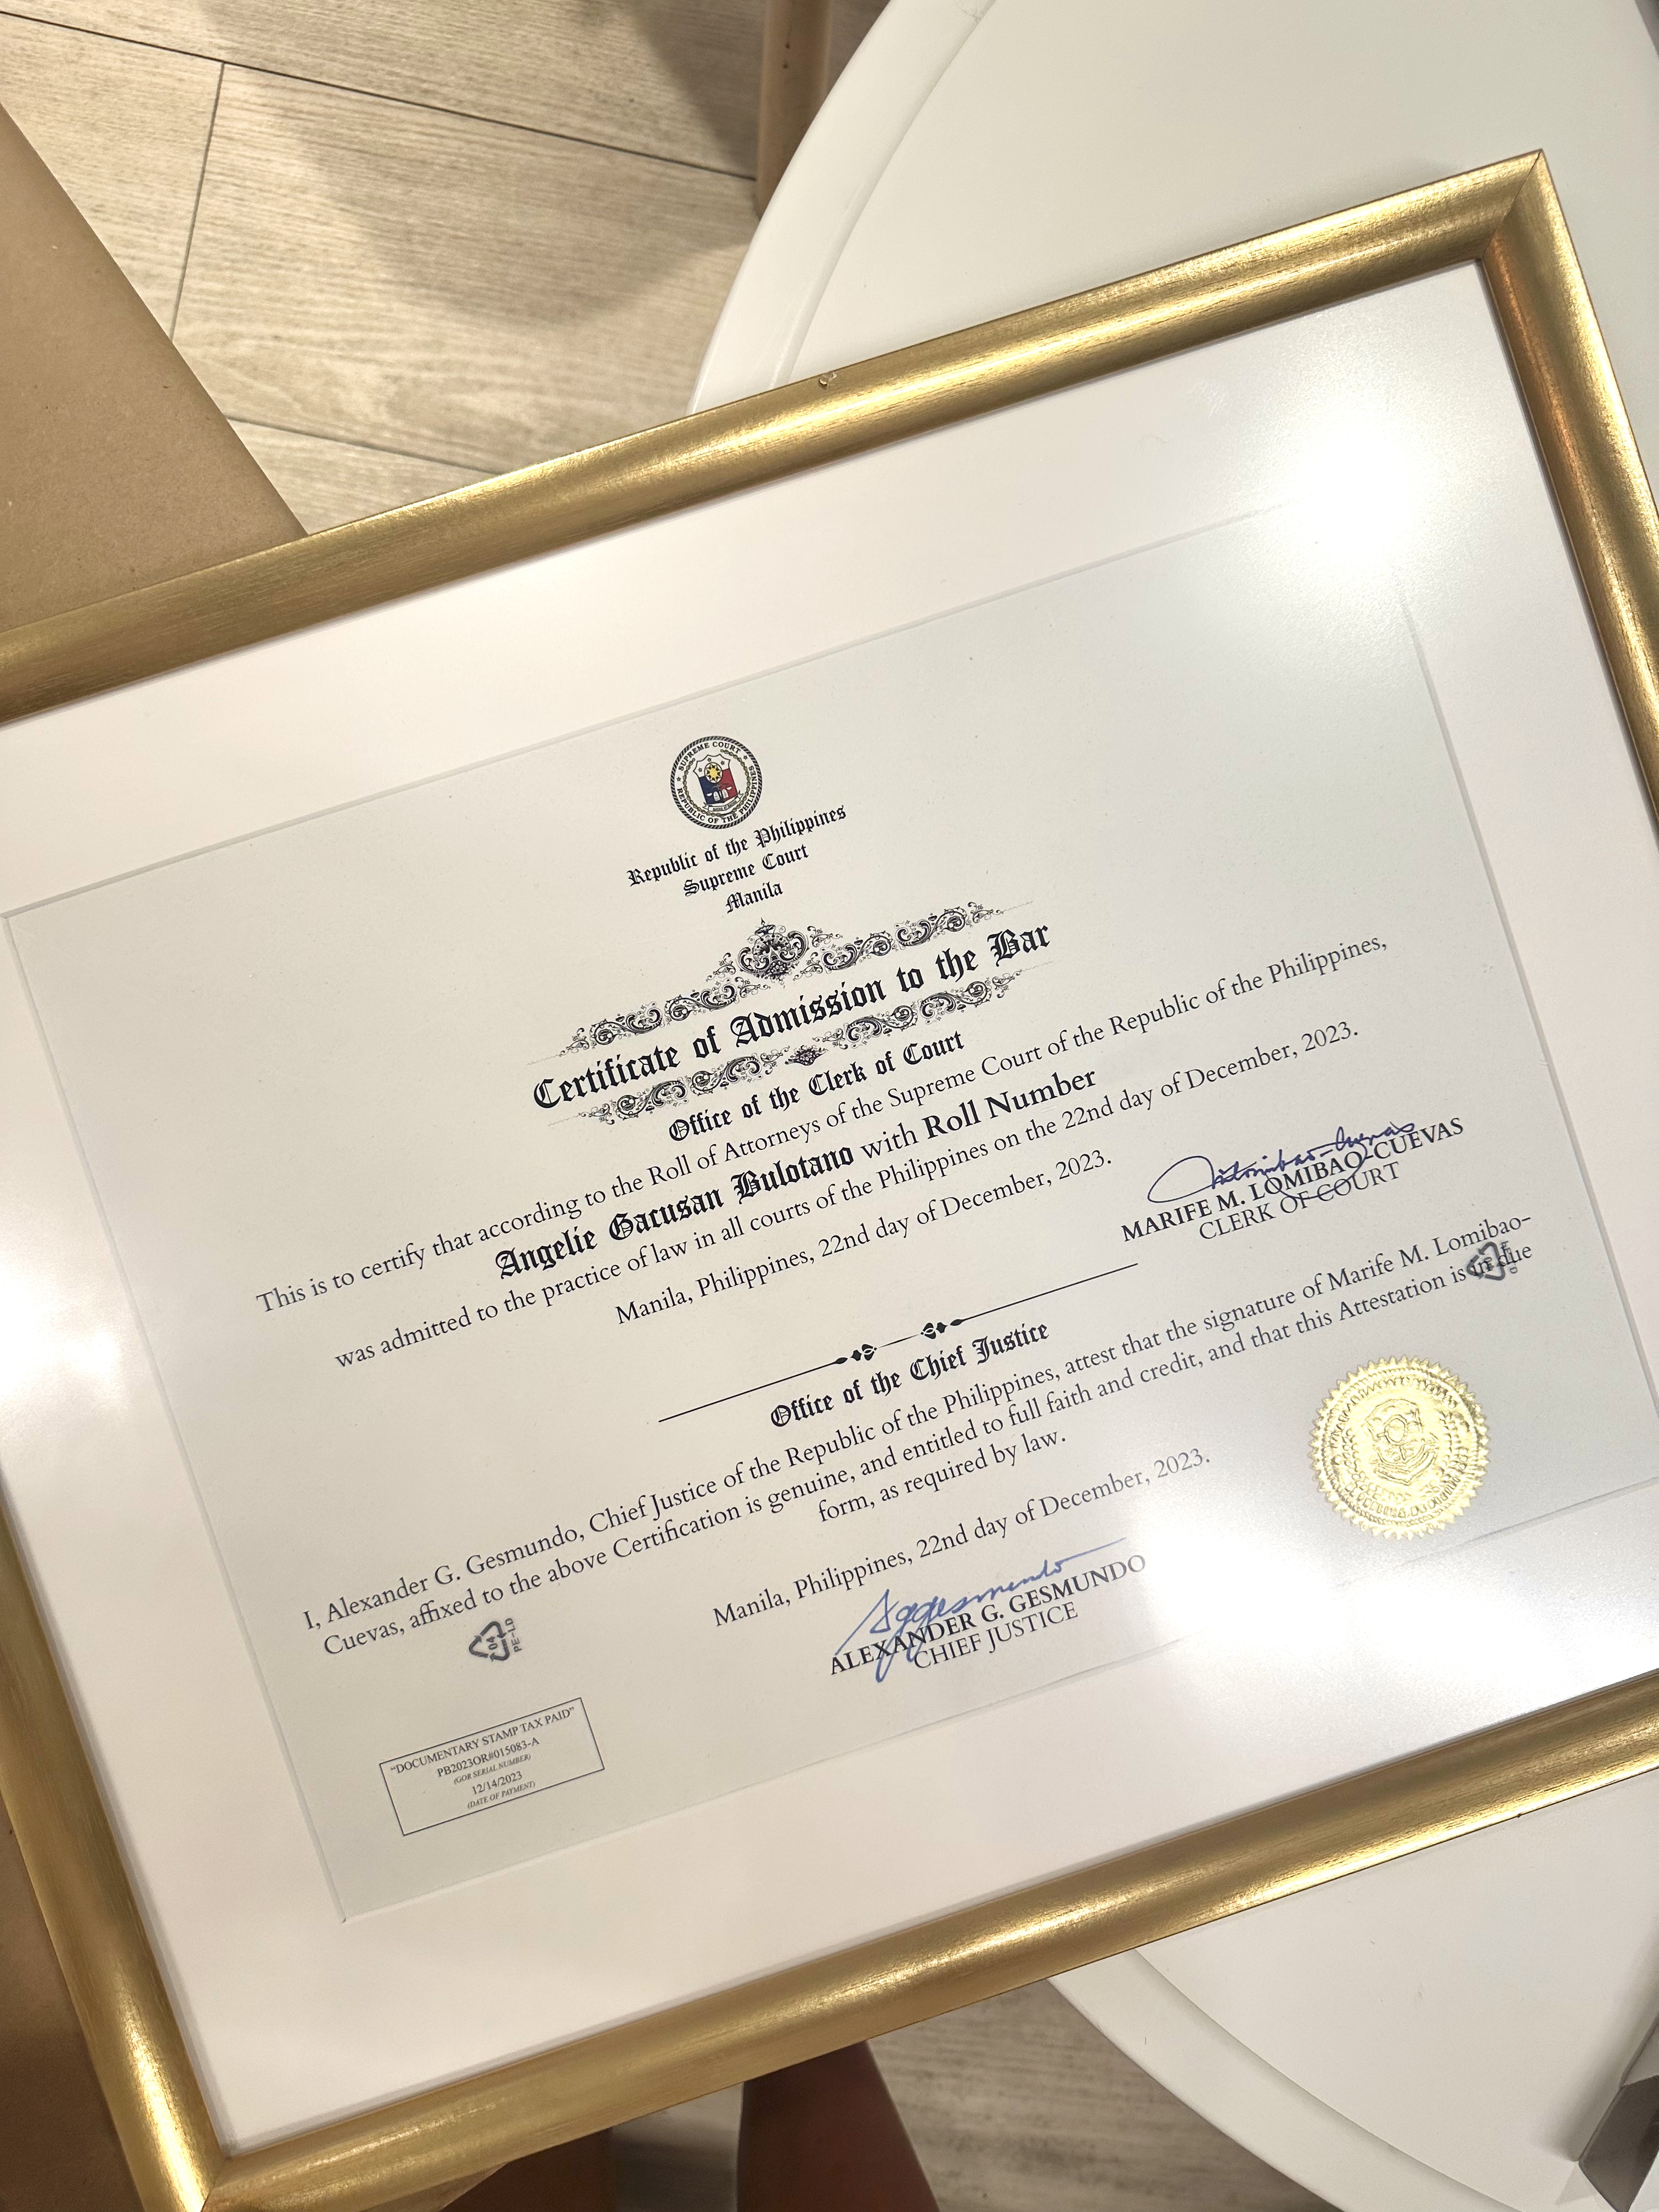 SUPREME COURT
REPUBLIC OF THE PHILIPPINES
Republic of the Philippines
Supreme Court
Manila
Certificate of Admission to the Bar
Office of the Clerk of Court
This is to certify that according to the Roll of Attorneys of the Supreme Court of the Republic of the Philippines,
Angelie Gacusan Bulotano with Roll Number
was admitted to the practice of law in all courts of the Philippines on the 22nd day of December, 2023.
Manila, Philippines, 22nd day of December, 2023.
MARIFE M. LOMIBAO-CUEVAS
CLERK OF COURT
Office of the Chief Justice
I, Alexander G. Gesmundo, Chief Justice of the Republic of the Philippines, attest that the signature of Marife M. Lomibao-
Cuevas, affixed to the above Certification is genuine, and entitled to full faith and credit, and that this Attestation is in due
form, as required by law.
Manila, Philippines, 22nd day of December, 2023.
ALEXANDER G. GESMUNDO
CHIEF JUSTICE
04
PE-LD
"DOCUMENTARY STAMP TAX PAID"
PB2023OR#015083-A
(GOR SERIAL NUMBER)
12/14/2023
(DATE OF PAYMENT)